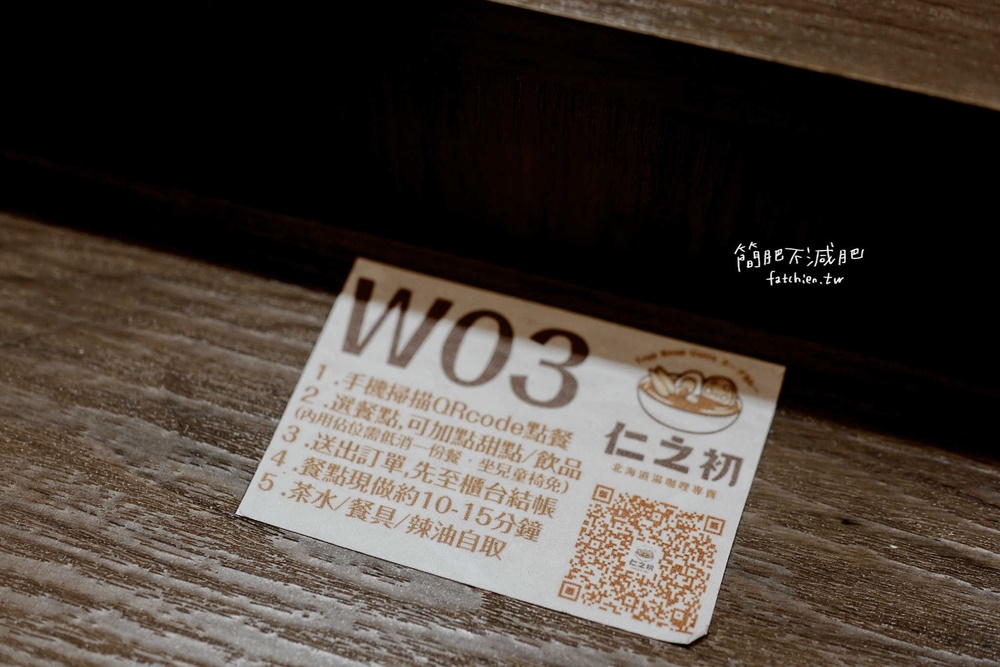 簡肥不減肥
fatchien.tw
W03
1.手機掃描QRcode點餐
2.選餐點,可加點甜點/飲品
(內用佔位需低消一份餐．坐兒童椅免)
3.送出訂單,先至櫃台結帳
4.餐點現做約10-15分鐘
5.茶水/餐具/辣油自取
仁之初
北海道湯咖哩專賣
仁之初